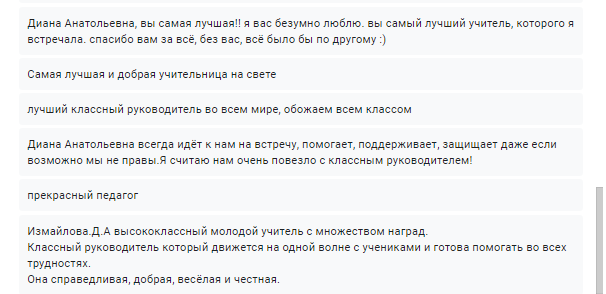 Диана Анатольевна, вы самая лучшая!! я вас безумно люблю. вы самый лучший учитель, которого я
встречала. спасибо вам за всё, без вас, всё было бы по другому :)
Самая лучшая и добрая учительница на свете
лучший классный руководитель во всем мире, обожаем всем классом
Диана Анатольевна всегда идёт к нам на встречу, помогает, поддерживает, защищает даже если
возможно мы не правы.Я считаю нам очень повезло с классным руководителем!
прекрасный педагог
Измайлова.Д.А высококлассный молодой учитель с множеством наград.
Классный руководитель который движется на одной волне с учениками и готова помогать во всех
трудностях.
Она справедливая, добрая, весёлая и честная.